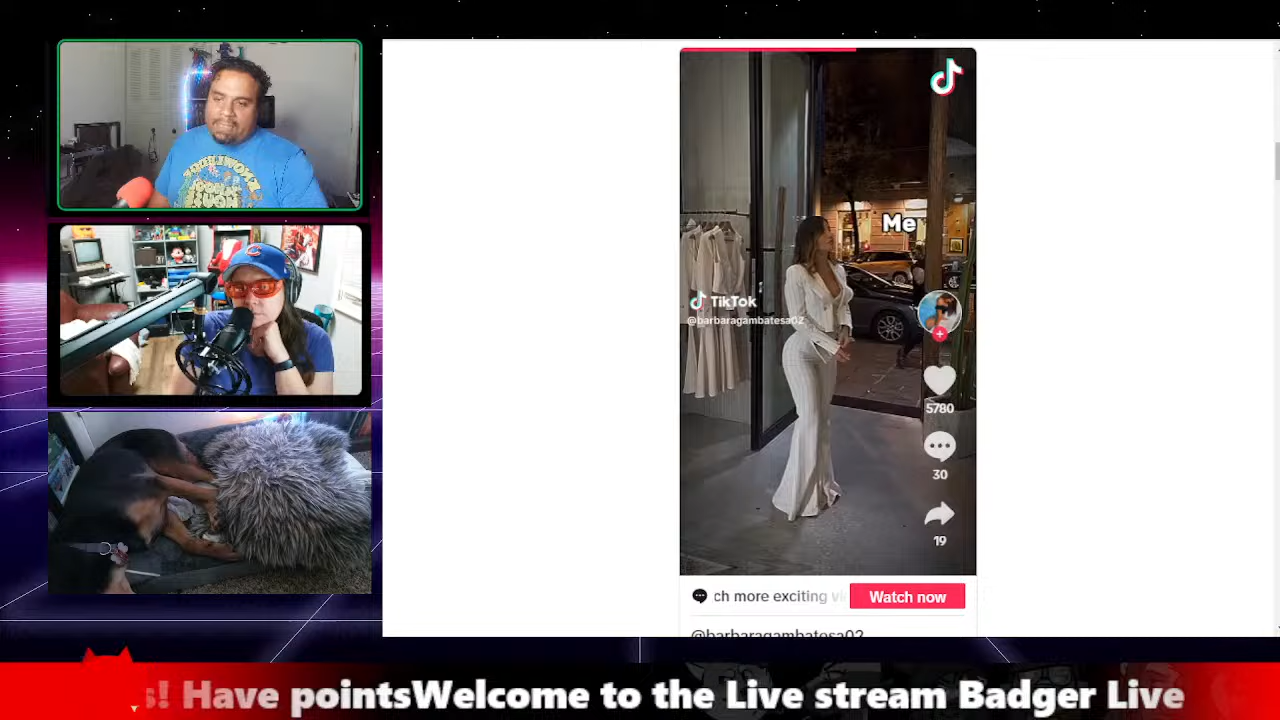 Me
TikTok
@barbaragambatesa02
5780
30
19
ch more exciting
Watch now
@barbaragambatesa02
s! Have pointsWelcome to the Live stream Badger Live